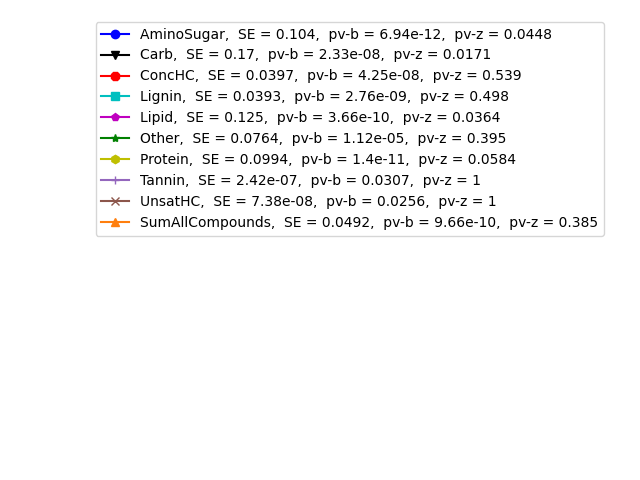 AminoSugar,  SE = 0.104,  pv-b = 6.94e-12,  pv-z = 0.0448
Carb,  SE = 0.17,  pv-b = 2.33e-08,  pv-z = 0.0171
ConcHC,  SE = 0.0397,  pv-b = 4.25e-08,  pv-z = 0.539
Lignin,  SE = 0.0393,  pv-b = 2.76e-09,  pv-z = 0.498
Lipid,  SE = 0.125,  pv-b = 3.66e-10,  pv-z = 0.0364
Other,  SE = 0.0764,  pv-b = 1.12e-05,  pv-z = 0.395
Protein,  SE = 0.0994,  pv-b = 1.4e-11,  pv-z = 0.0584
Tannin,  SE = 2.42e-07,  pv-b = 0.0307,  pv-z = 1
UnsatHC,  SE = 7.38e-08,  pv-b = 0.0256,  pv-z = 1
SumAllCompounds,  SE = 0.0492,  pv-b = 9.66e-10,  pv-z = 0.385